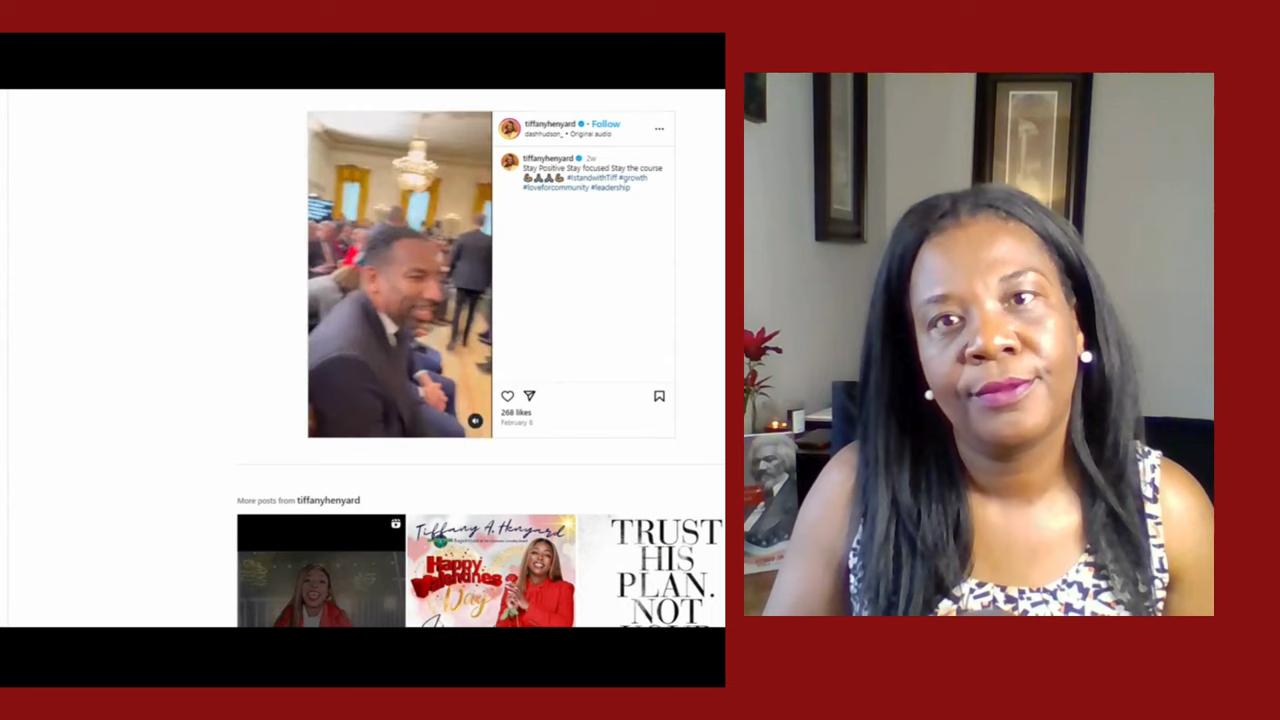 tiffanyhenyard • Follow
dashhudson_ • Original audio
tiffanyhenyard 2w
Stay Positive Stay focused Stay the course
💪🏾🙏🏾🙏🏾💪🏾 #IstandwithTiff #growth
#loveforcommunity #leadership
268 likes
February 8
More posts from tiffanyhenyard
Tiffany A. Henyard
Happy
Valentines
Day
TRUST
HIS
PLAN.
NOT